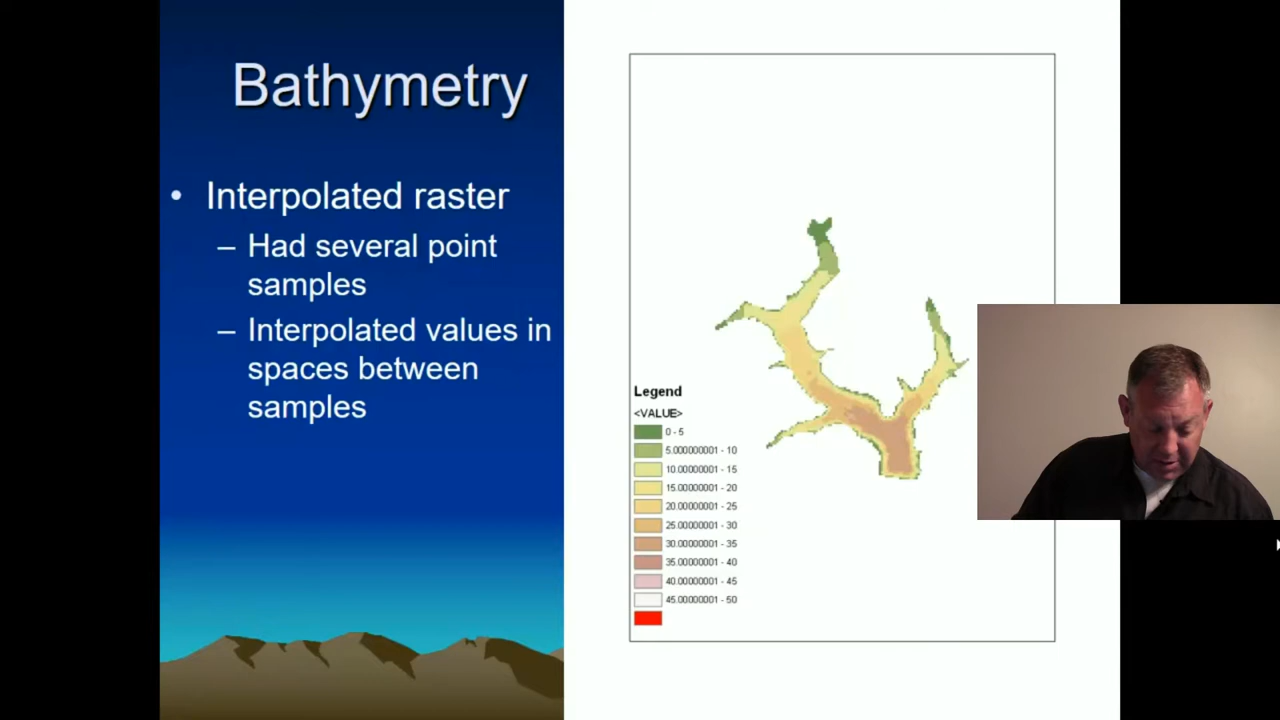 Bathymetry
• Interpolated raster
– Had several point
samples
– Interpolated values in
spaces between
samples
Legend
<VALUE>
0 - 5
5.000000001 - 10
10.00000001 - 15
15.00000001 - 20
20.00000001 - 25
25.00000001 - 30
30.00000001 - 35
35.00000001 - 40
40.00000001 - 45
45.00000001 - 50